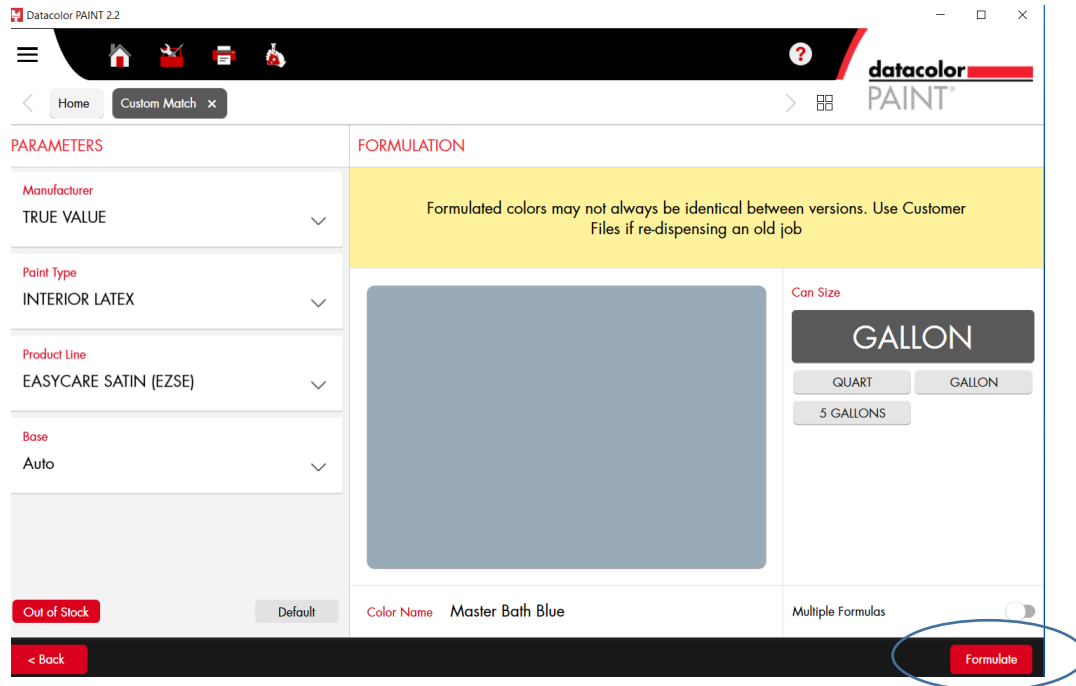 Datacolor PAINT 2.2
?
datacolor
PAINT®
Home
Custom Match
PARAMETERS
FORMULATION
Manufacturer
TRUE VALUE
Paint Type
INTERIOR LATEX
Product Line
EASYCARE SATIN (EZSE)
Base
Auto
Out of Stock
Default
Formulated colors may not always be identical between versions. Use Customer
Files if re-dispensing an old job
Can Size
GALLON
QUART
GALLON
5 GALLONS
Color Name Master Bath Blue
Multiple Formulas
< Back
Formulate